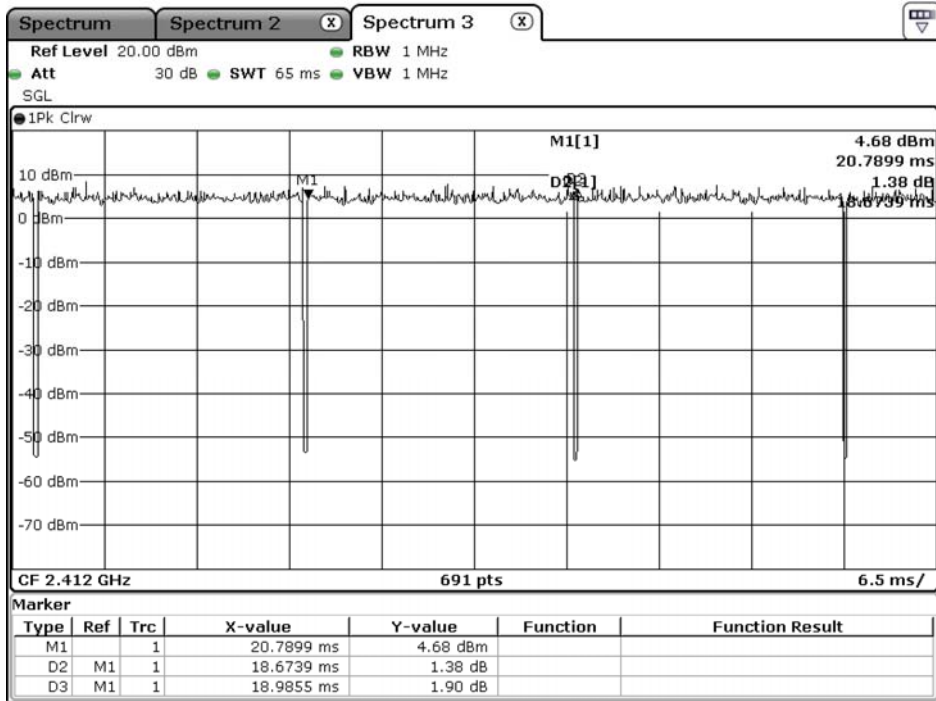 Spectrum Spectrum 2 X Spectrum 3 X
Ref Level 20.00 dBm RBW 1 MHz
Att 30 dB SWT 65 ms VBW 1 MHz
SGL
1Pk Clrw
M1[1] 4.68 dBm
20.7899 ms
10 dBm M1 1.38 dB
18.6739 ms
0 dBm
-10 dBm
-20 dBm
-30 dBm
-40 dBm
-50 dBm
-60 dBm
-70 dBm
CF 2.412 GHz 691 pts 6.5 ms/
Marker
Type Ref Trc X-value Y-value Function Function Result
M1 1 20.7899 ms 4.68 dBm
D2 M1 1 18.6739 ms 1.38 dB
D3 M1 1 18.9855 ms 1.90 dB